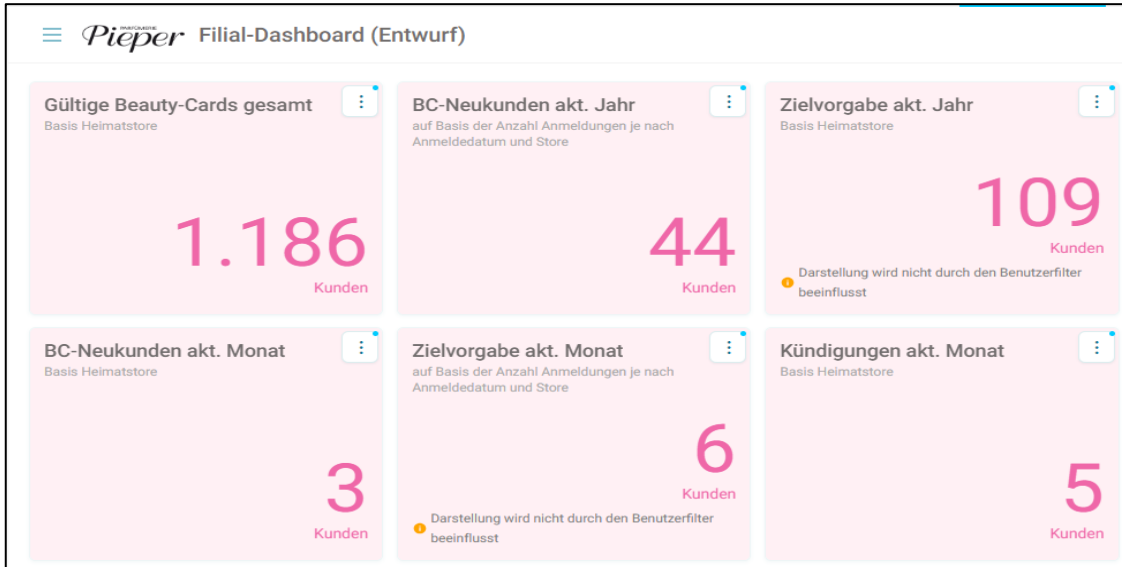 PARFÜMERIE
Pieper Filial-Dashboard (Entwurf)
Gültige Beauty-Cards gesamt
Basis Heimatstore
1.186
Kunden
BC-Neukunden akt. Jahr
auf Basis der Anzahl Anmeldungen je nach
Anmeldedatum und Store
44
Kunden
Zielvorgabe akt. Jahr
Basis Heimatstore
109
Kunden
Darstellung wird nicht durch den Benutzerfilter
beeinflusst
BC-Neukunden akt. Monat
Basis Heimatstore
3
Kunden
Zielvorgabe akt. Monat
auf Basis der Anzahl Anmeldungen je nach
Anmeldedatum und Store
6
Kunden
Darstellung wird nicht durch den Benutzerfilter
beeinflusst
Kündigungen akt. Monat
Basis Heimatstore
5
Kunden